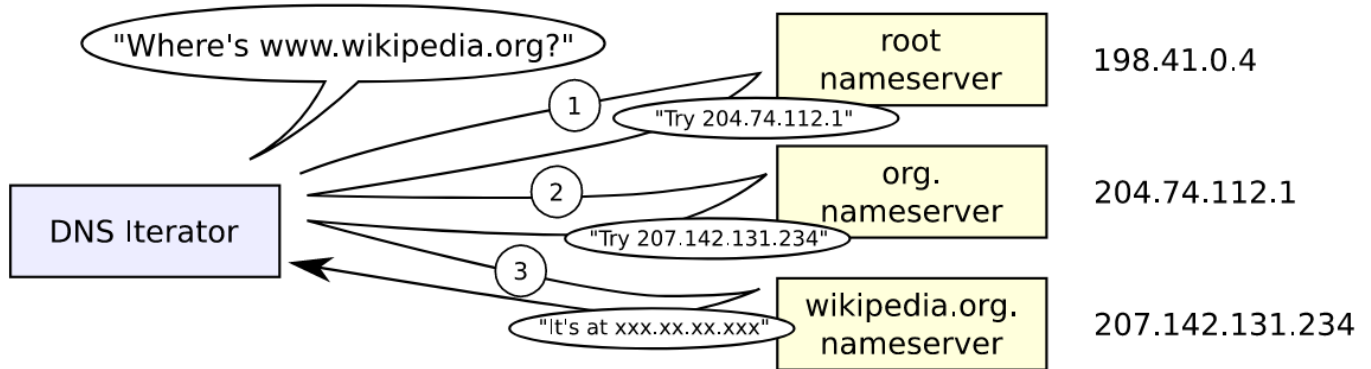 "Where's www.wikipedia.org?"
root
nameserver
198.41.0.4
1
"Try 204.74.112.1"
org.
nameserver
204.74.112.1
2
"Try 207.142.131.234"
DNS Iterator
3
"It's at xxx.xx.xx.xxx"
wikipedia.org.
nameserver
207.142.131.234